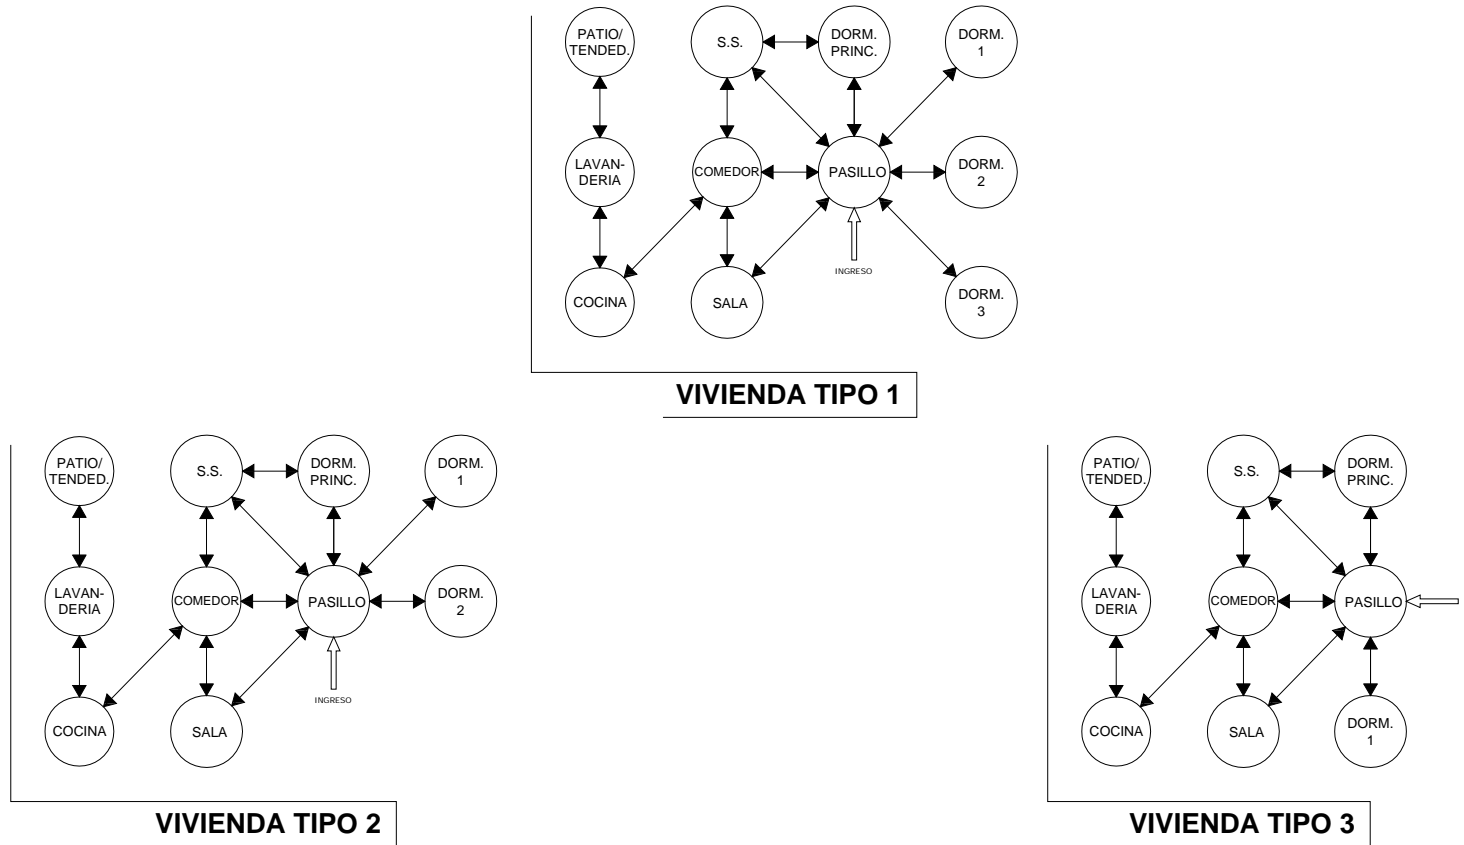 PATIO/
TENDED.
S.S.
DORM.
PRINC.
DORM.
1
LAVAN-
DERIA
COMEDOR
PASILLO
DORM.
2
INGRESO
COCINA
SALA
DORM.
3
VIVIENDA TIPO 1
PATIO/
TENDED.
S.S.
DORM.
PRINC.
DORM.
1
LAVAN-
DERIA
COMEDOR
PASILLO
DORM.
2
INGRESO
COCINA
SALA
VIVIENDA TIPO 2
PATIO/
TENDED.
S.S.
DORM.
PRINC.
LAVAN-
DERIA
COMEDOR
PASILLO
COCINA
SALA
DORM.
1
VIVIENDA TIPO 3